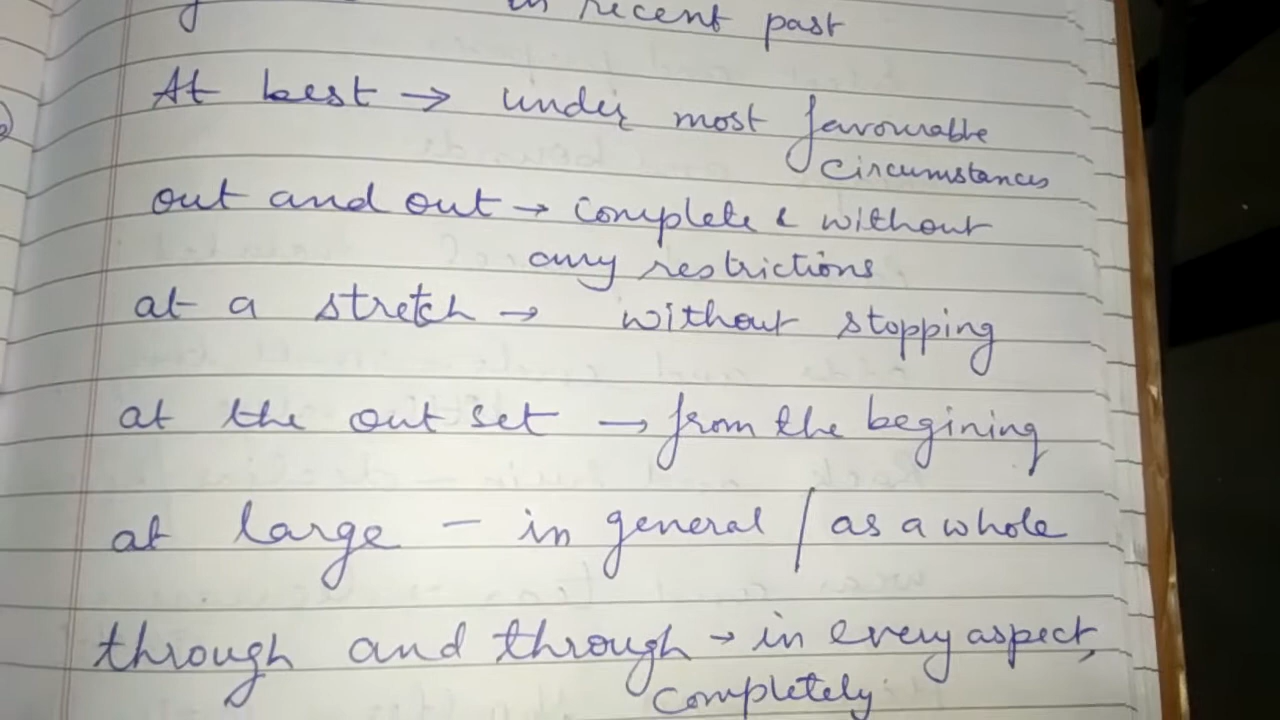 in recent past
At best → under most favourable
circumstances
out and out → complete & without
any restrictions
at a stretch → without stopping
at the out set → from the begining
at large - in general / as a whole
through and through → in every aspect,
completely.